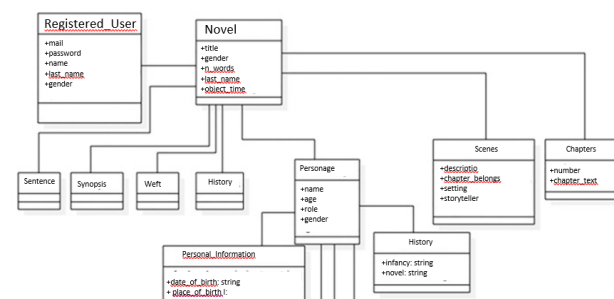 Registered_User
+mail
+password
+name
+last_name
+gender
Novel
+title
+gender
+n_words
+last_name
+object_time
Sentence
Synopsis
Weft
History
Personage
+name
+age
+role
+gender
Scenes
+descriptio
+chapter_belongs
+setting
+storyteller
Chapters
+number
+chapter_text
Personal_Information
+date_of_birth: string
+ place_of_birth l:
History
+infancy: string
+novel: string